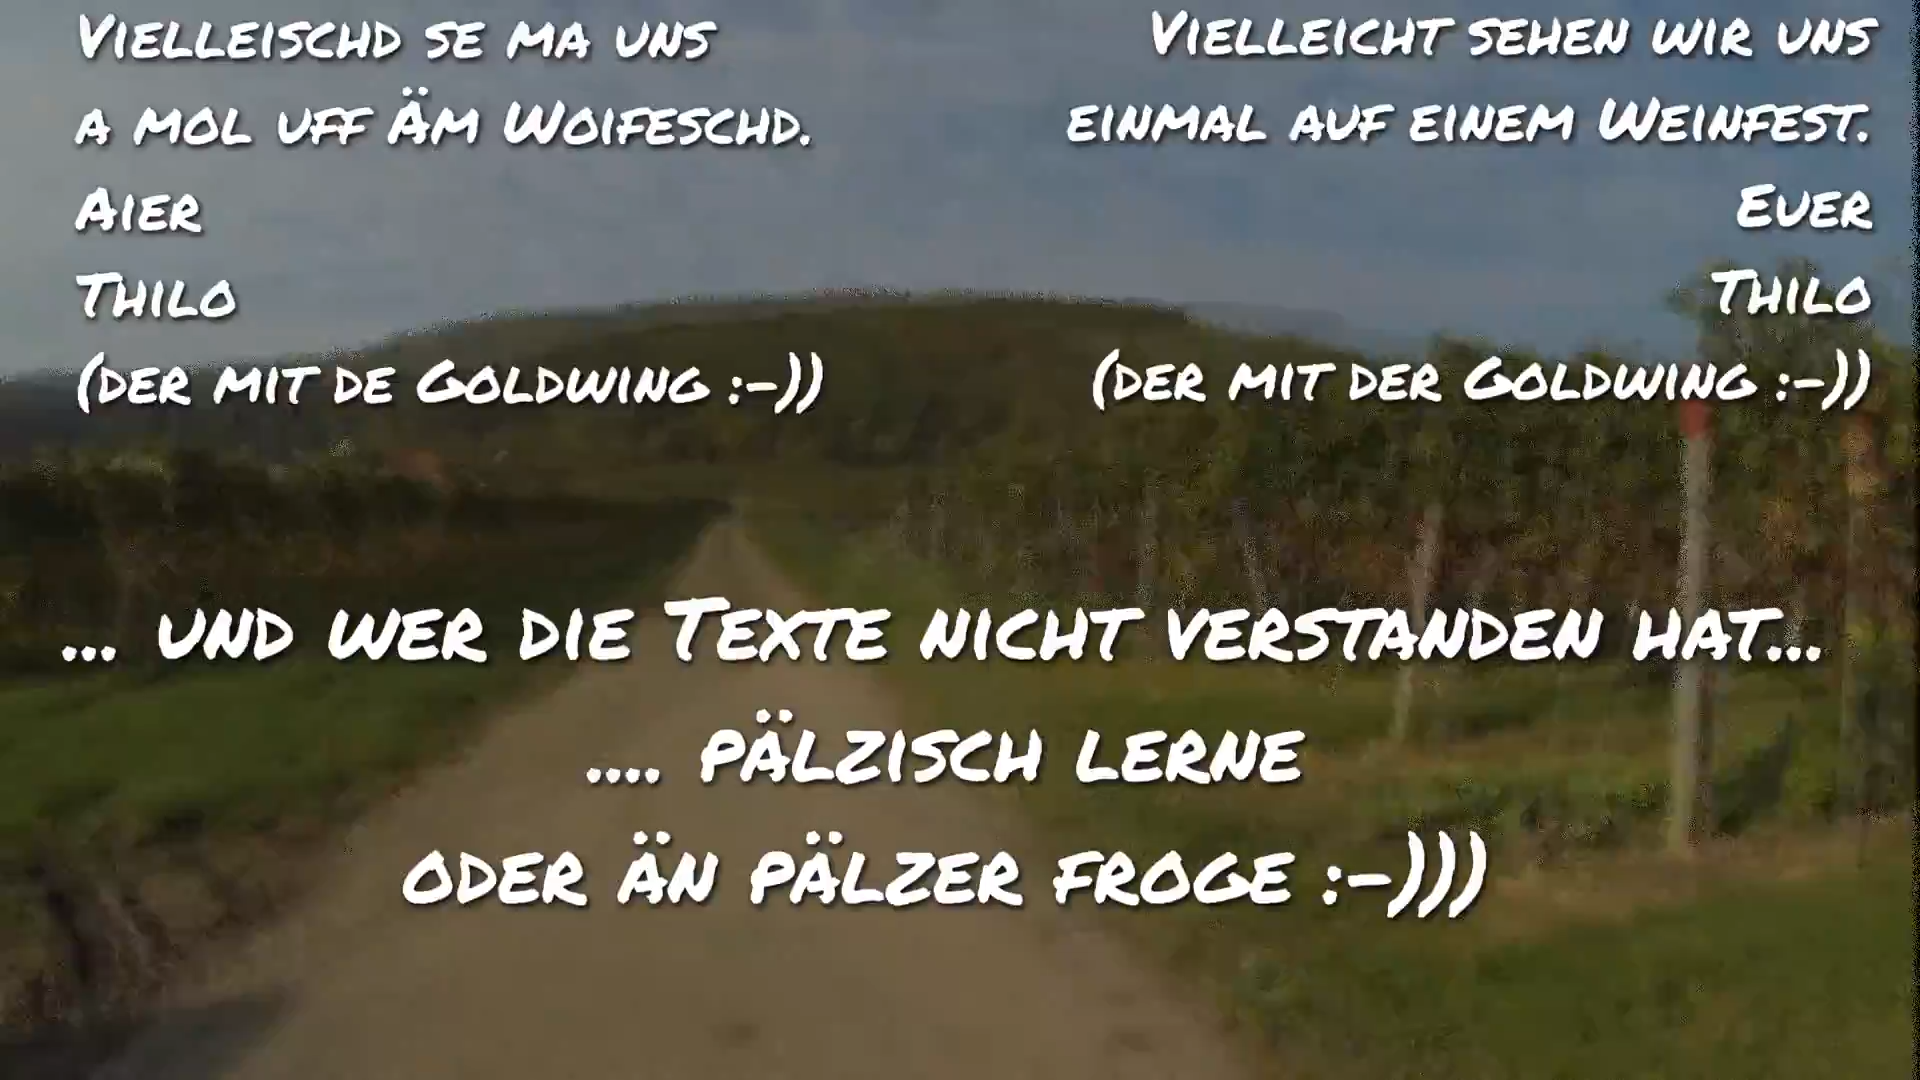 Vielleischd se ma uns
a mol uff Äm Woifeschd.
Aier
Thilo
(der mit de Goldwing :-))
Vielleicht sehen wir uns
einmal auf einem Weinfest.
Euer
Thilo
(der mit der Goldwing :-))
... und wer die Texte nicht verstanden hat...
.... pälzisch lerne
oder än pälzer froge :-)))